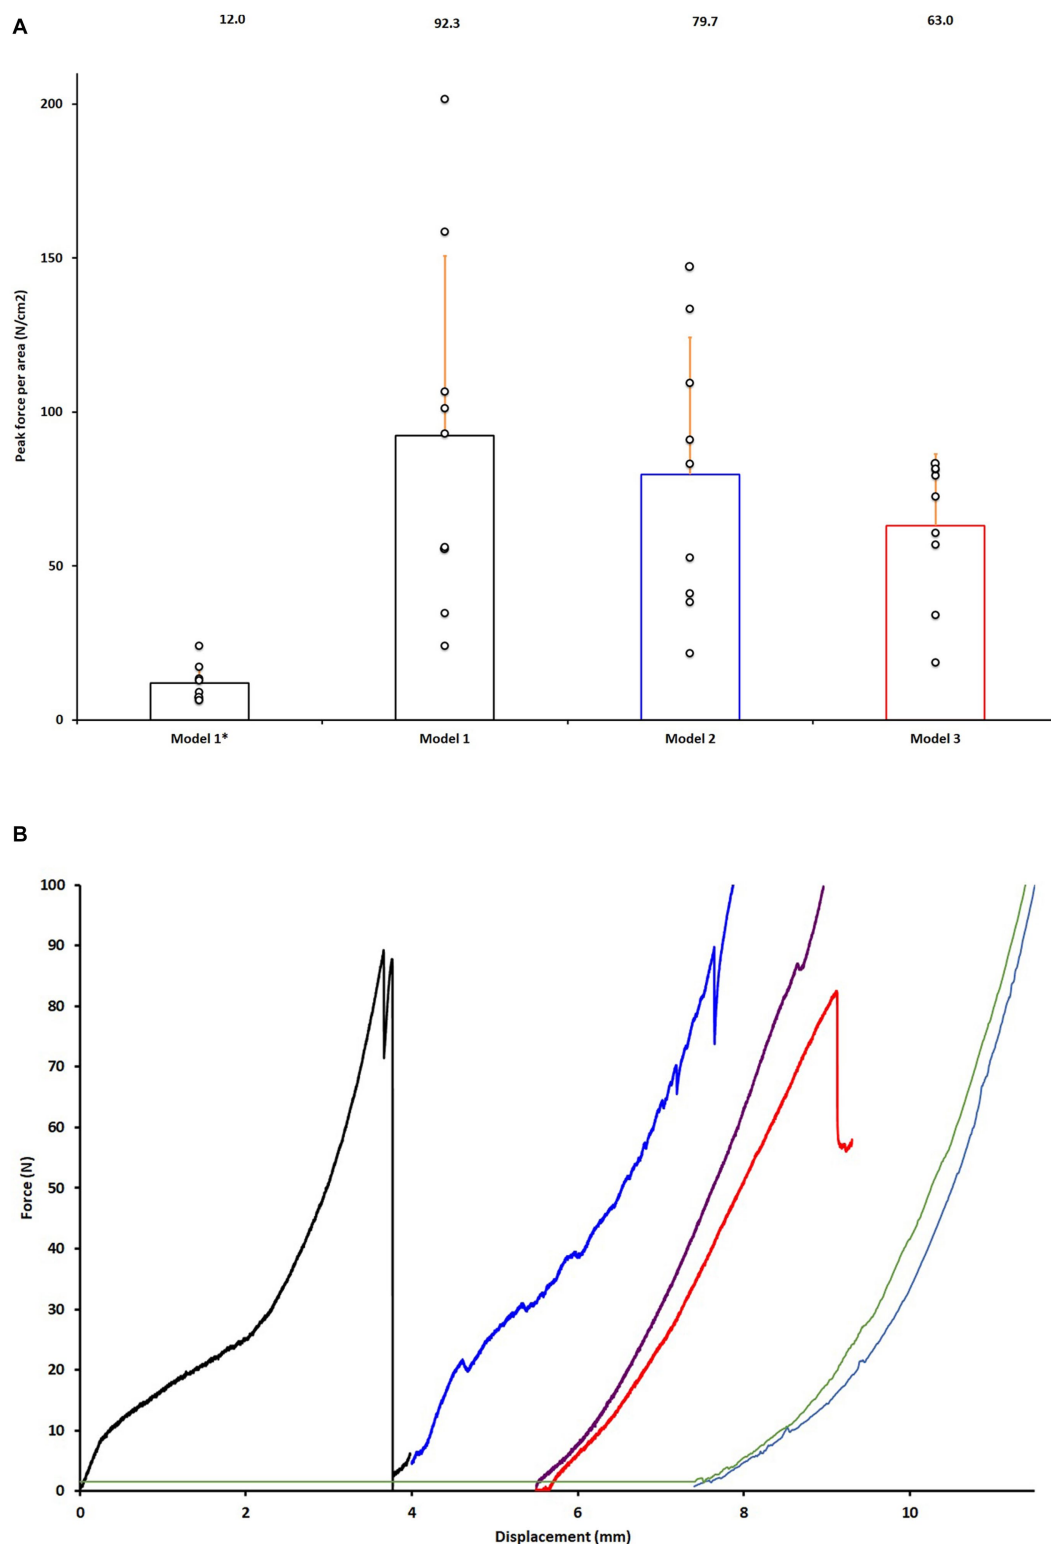 A
12.0 92.3 79.7 63.0
200
150
100
50
0
Peak force per area (N/cm2)
Model 1* Model 1 Model 2 Model 3
B
100
90
80
70
60
50
40
30
20
10
0
Force (N)
0 2 4 6 8 10
Displacement (mm)